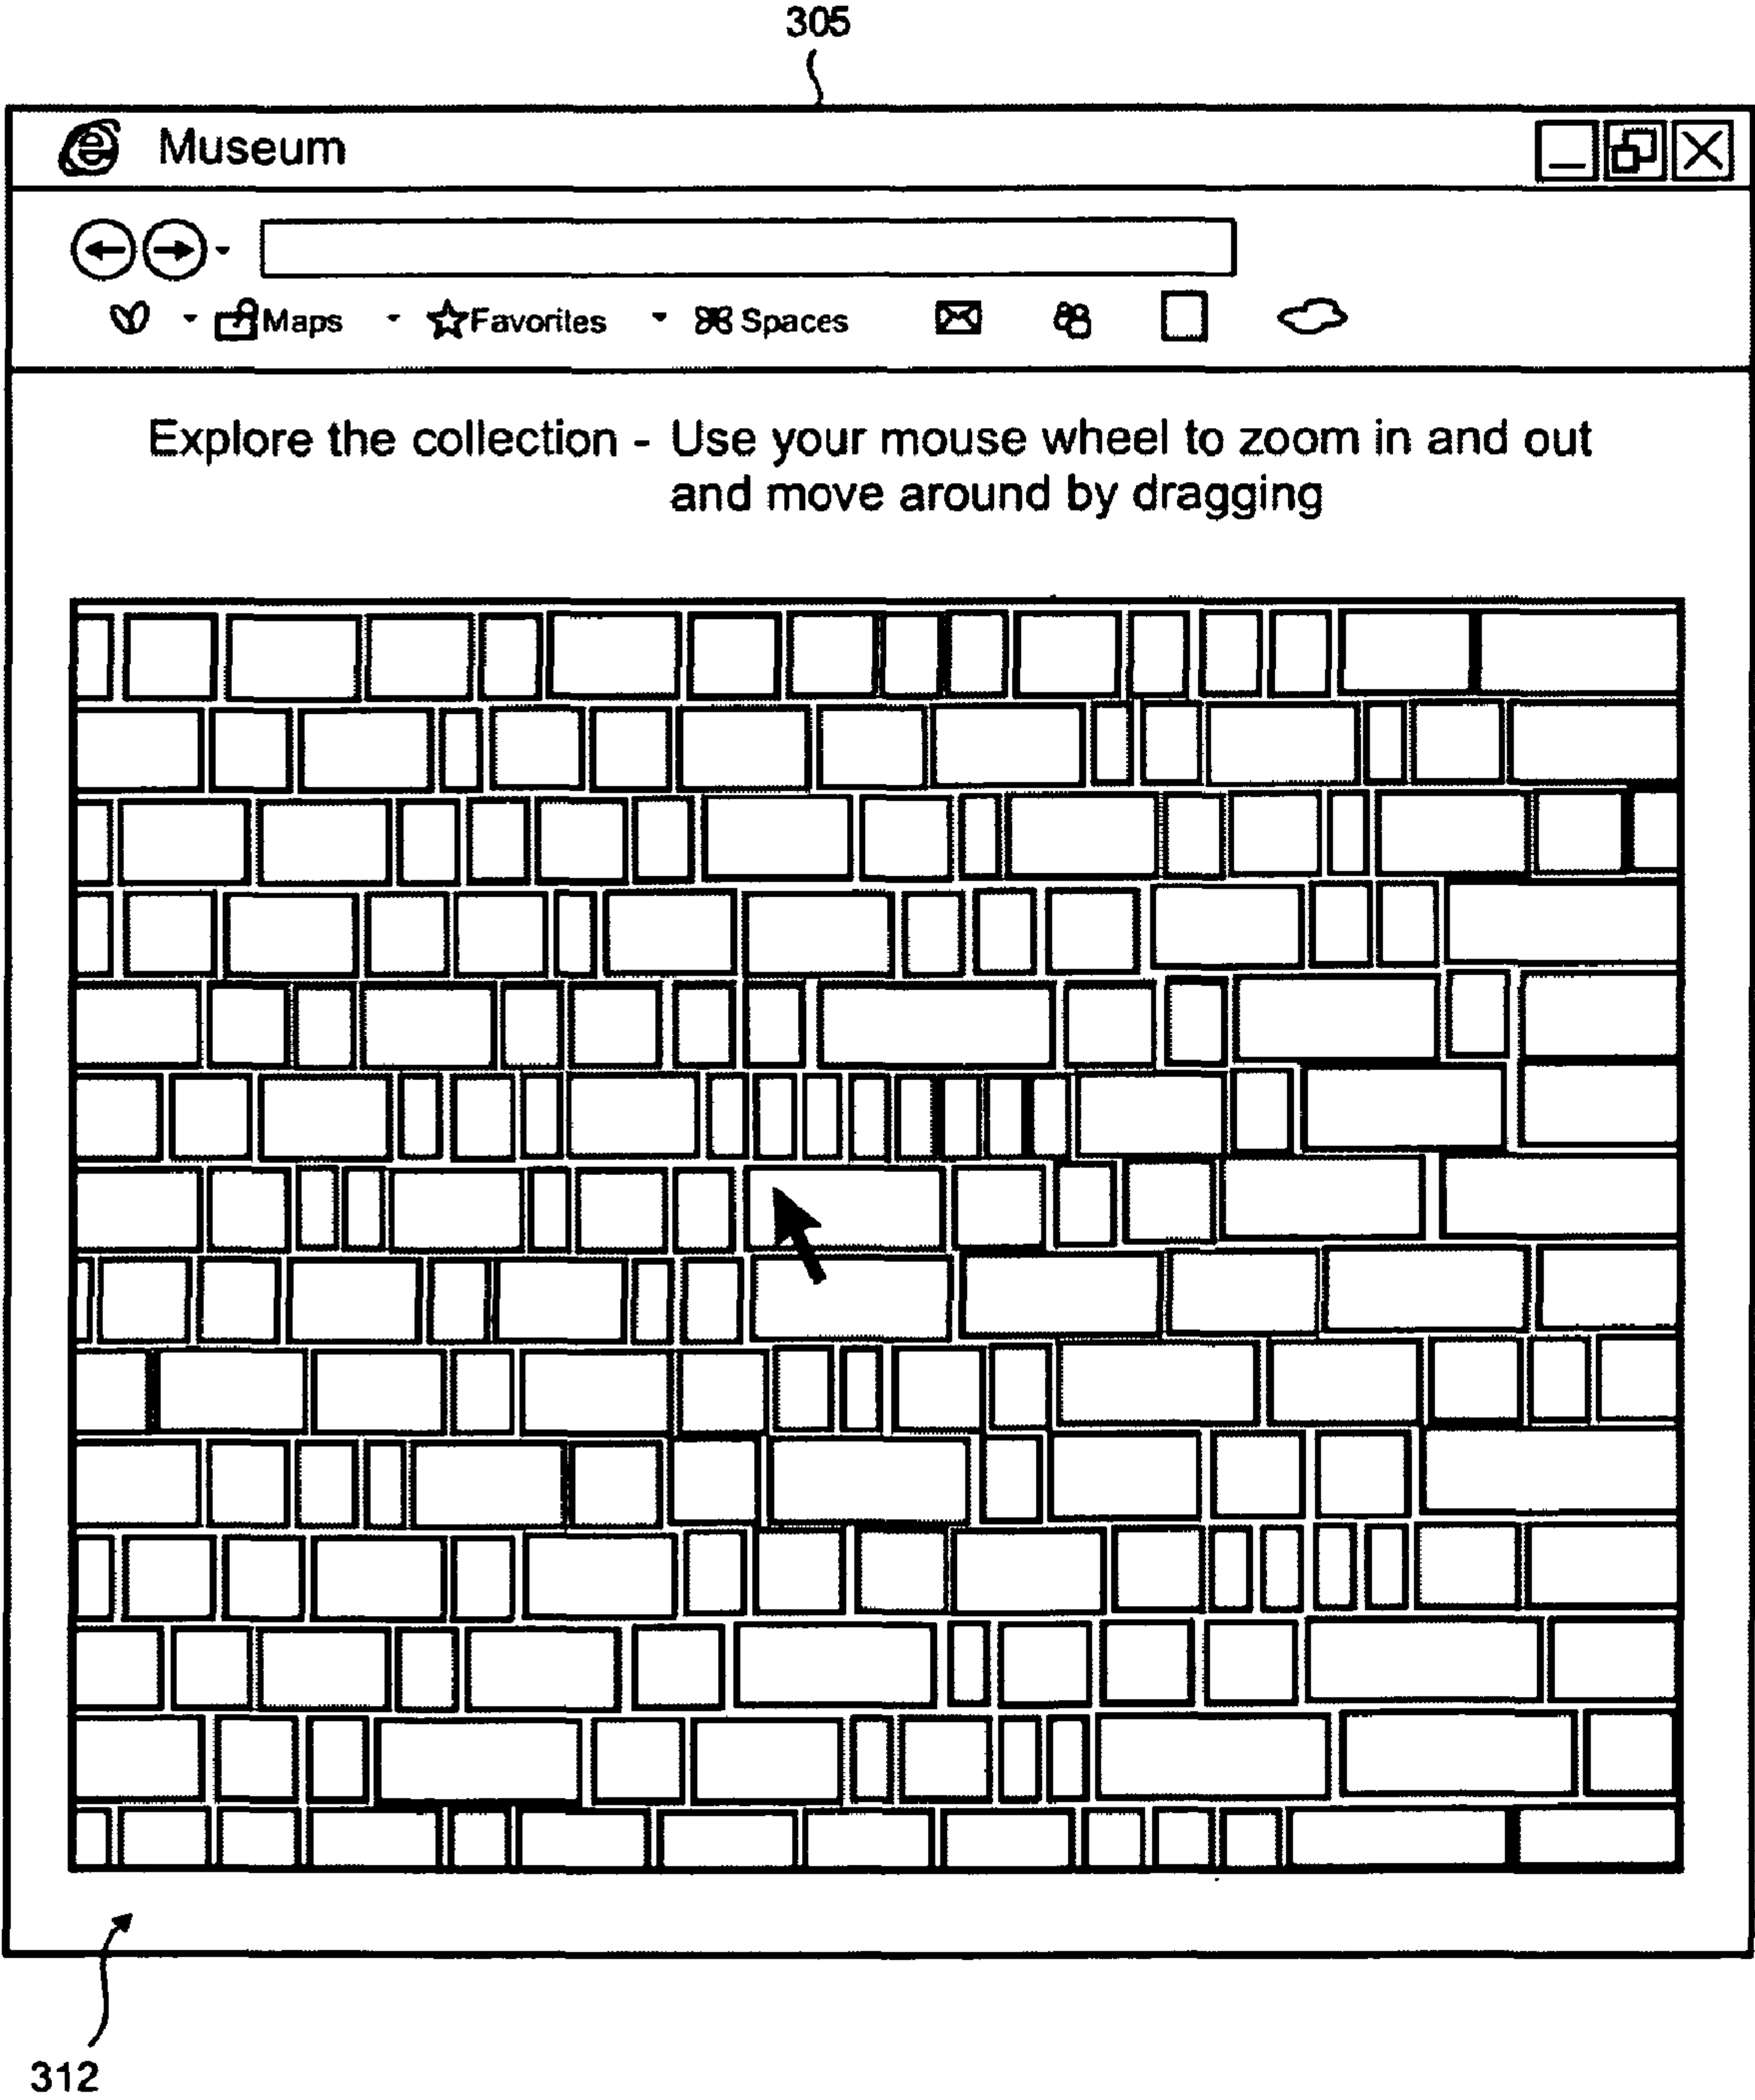 305
Museum
Maps Favorites Spaces
Explore the collection - Use your mouse wheel to zoom in and out
and move around by dragging
312